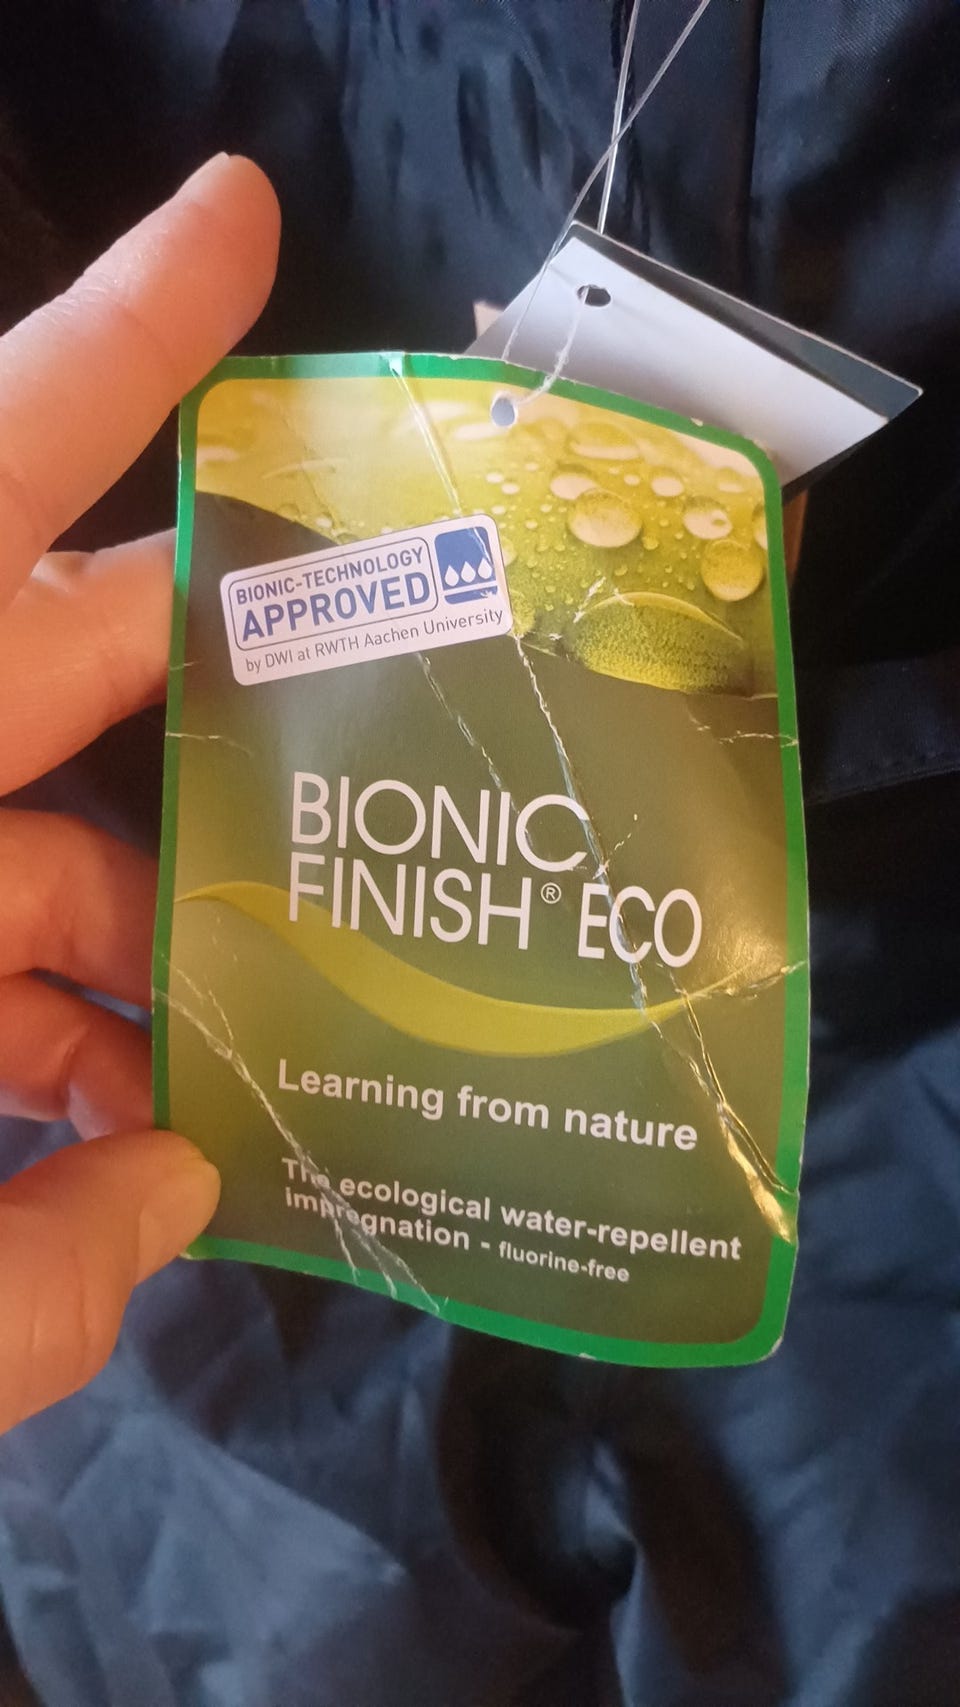 BIONIC-TECHNOLOGY
APPROVED
by DWI at RWTH Aachen University
BIONIC
FINISH® ECO
Learning from nature
The ecological water-repellent
impregnation - fluorine-free